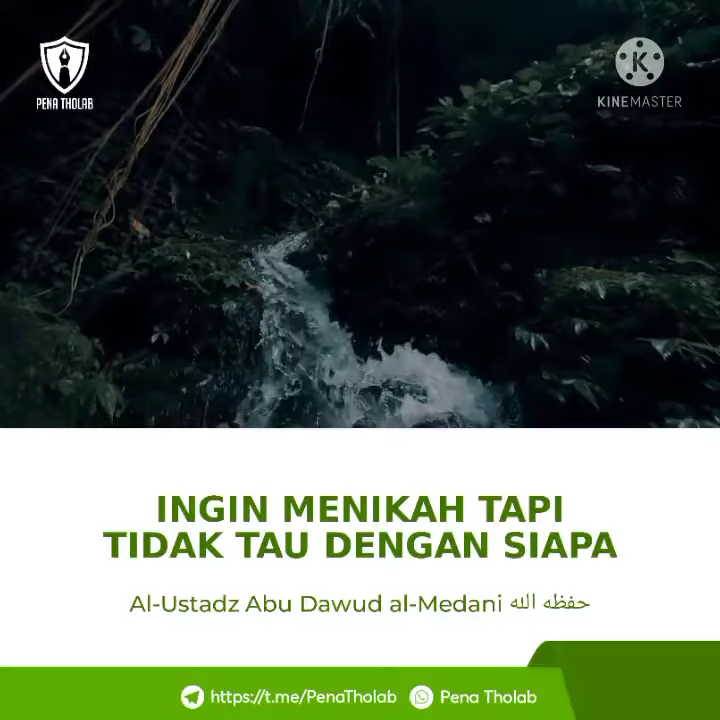 PENA THOLAB
K
KINEMASTER
INGIN MENIKAH TAPI
TIDAK TAU DENGAN SIAPA
Al-Ustadz Abu Dawud al-Medani حفظه الله
https://t.me/PenaTholab Pena Tholab